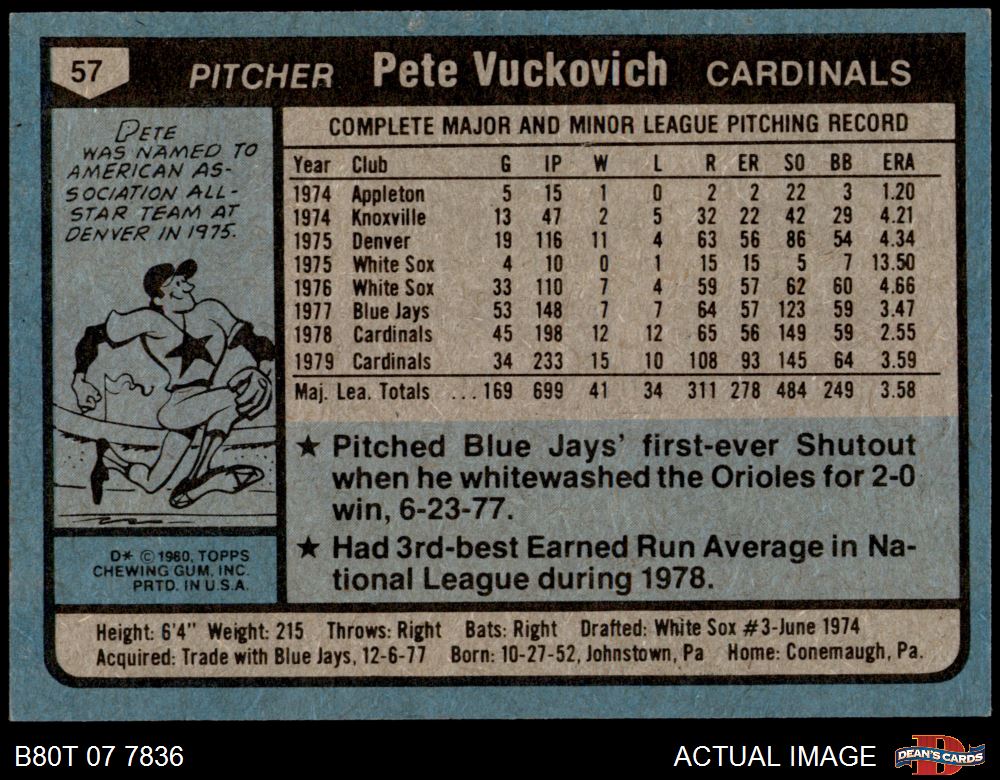 57 PITCHER Pete Vuckovich CARDINALS
PETE
WAS NAMED TO
AMERICAN AS-
SOCIATION ALL-
STAR TEAM AT
DENVER IN 1975.
D* © 1980, TOPPS
CHEWING GUM, INC.
PRTD. IN U.S.A.
COMPLETE MAJOR AND MINOR LEAGUE PITCHING RECORD
Year Club G IP W L R ER SO BB ERA
1974 Appleton 5 15 1 0 2 2 22 3 1.20
1974 Knoxville 13 47 2 5 32 22 42 29 4.21
1975 Denver 19 116 11 4 63 56 86 54 4.34
1975 White Sox 4 10 0 1 15 15 5 7 13.50
1976 White Sox 33 110 7 4 59 57 62 60 4.66
1977 Blue Jays 53 148 7 7 64 57 123 59 3.47
1978 Cardinals 45 198 12 12 65 56 149 59 2.55
1979 Cardinals 34 233 15 10 108 93 145 64 3.59
Maj. Lea. Totals ... 169 699 41 34 311 278 484 249 3.58
★ Pitched Blue Jays' first-ever Shutout
when he whitewashed the Orioles for 2-0
win, 6-23-77.
★ Had 3rd-best Earned Run Average in Na-
tional League during 1978.
Height: 6'4" Weight: 215 Throws: Right Bats: Right Drafted: White Sox #3-June 1974
Acquired: Trade with Blue Jays, 12-6-77 Born: 10-27-52, Johnstown, Pa Home: Conemaugh, Pa.
B80T 07 7836 ACTUAL IMAGE DEAN'S CARDS